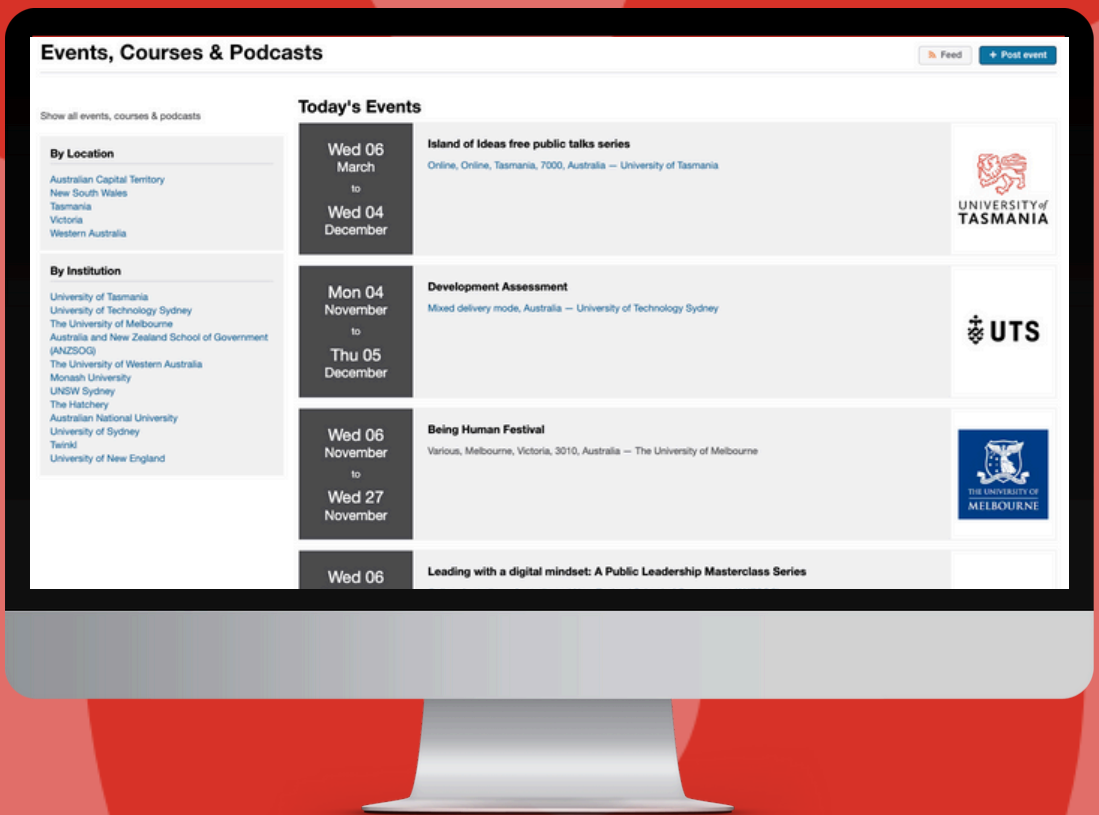 Events, Courses & Podcasts
Feed
+ Post event
Show all events, courses & podcasts
By Location
Australian Capital Territory
New South Wales
Tasmania
Victoria
Western Australia
By Institution
University of Tasmania
University of Technology Sydney
The University of Melbourne
Australia and New Zealand School of Government
(ANZSOG)
The University of Western Australia
Monash University
UNSW Sydney
The Hatchery
Australian National University
University of Sydney
Twinkl
University of New England
Today's Events
Wed 06
March
to
Wed 04
December
Island of Ideas free public talks series
Online, Online, Tasmania, 7000, Australia — University of Tasmania
UNIVERSITY of
TASMANIA
Mon 04
November
to
Thu 05
December
Development Assessment
Mixed delivery mode, Australia — University of Technology Sydney
UTS
Wed 06
November
to
Wed 27
November
Being Human Festival
Various, Melbourne, Victoria, 3010, Australia — The University of Melbourne
THE UNIVERSITY OF
MELBOURNE
Wed 06
Leading with a digital mindset: A Public Leadership Masterclass Series